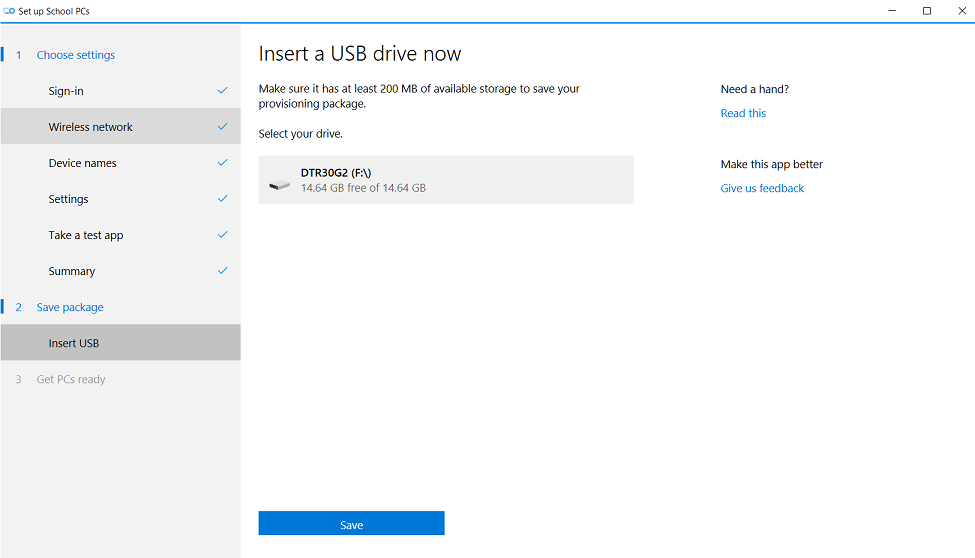 Set up School PCs
1 Choose settings
Sign-in
Wireless network
Device names
Settings
Take a test app
Summary
2 Save package
Insert USB
3 Get PCs ready
Insert a USB drive now
Make sure it has at least 200 MB of available storage to save your
provisioning package.
Select your drive.
DTR30G2 (F:\)
14.64 GB free of 14.64 GB
Save
Need a hand?
Read this
Make this app better
Give us feedback